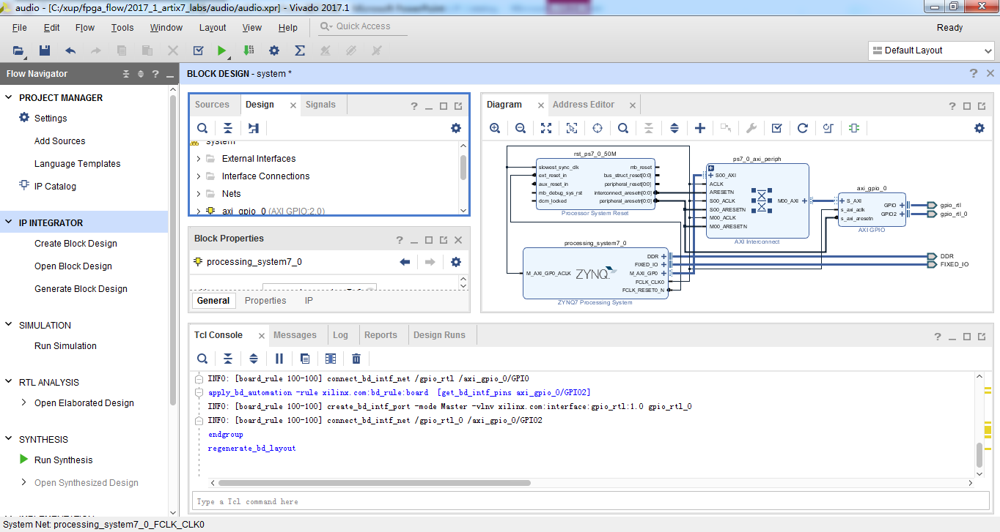 audio - [C:/xup/fpga_flow/2017_1_artix7_labs/audio/audio.xpr] - Vivado 2017.1
File Edit Flow Tools Window Layout View Help Quick Access
Ready
Default Layout
Flow Navigator
PROJECT MANAGER
Settings
Add Sources
Language Templates
IP Catalog
IP INTEGRATOR
Create Block Design
Open Block Design
Generate Block Design
SIMULATION
Run Simulation
RTL ANALYSIS
Open Elaborated Design
SYNTHESIS
Run Synthesis
Open Synthesized Design
BLOCK DESIGN - system *
Sources Design Signals
system
External Interfaces
Interface Connections
Nets
axi_gpio_0 (AXI GPIO:2.0)
Block Properties
processing_system7_0
General Properties IP
Diagram Address Editor
rst_ps7_0_50M
slowest_sync_clk
ext_reset_in
aux_reset_in
mb_debug_sys_rst
dcm_locked
mb_reset
bus_struct_reset[0:0]
peripheral_reset[0:0]
interconnect_aresetn[0:0]
peripheral_aresetn[0:0]
Processor System Reset
ps7_0_axi_periph
S00_AXI
ACLK
ARESETN
S00_ACLK
S00_ARESETN
M00_ACLK
M00_ARESETN
M00_AXI
AXI Interconnect
axi_gpio_0
S_AXI
s_axi_aclk
s_axi_aresetn
GPIO
GPIO2
AXI GPIO
gpio_rtl
gpio_rtl_0
processing_system7_0
M_AXI_GP0_ACLK
ZYNQ
DDR
FIXED_IO
M_AXI_GP0
FCLK_CLK0
FCLK_RESET0_N
ZYNQ7 Processing System
DDR
FIXED_IO
Tcl Console Messages Log Reports Design Runs
INFO: [board_rule 100-100] connect_bd_intf_net /gpio_rtl /axi_gpio_0/GPIO
apply_bd_automation -rule xilinx.com:bd_rule:board  [get_bd_intf_pins axi_gpio_0/GPIO2]
INFO: [board_rule 100-100] create_bd_intf_port -mode Master -vlnv xilinx.com:interface:gpio_rtl:1.0 gpio_rtl_0
INFO: [board_rule 100-100] connect_bd_intf_net /gpio_rtl_0 /axi_gpio_0/GPIO2
endgroup
regenerate_bd_layout
Type a Tcl command here
System Net: processing_system7_0_FCLK_CLK0